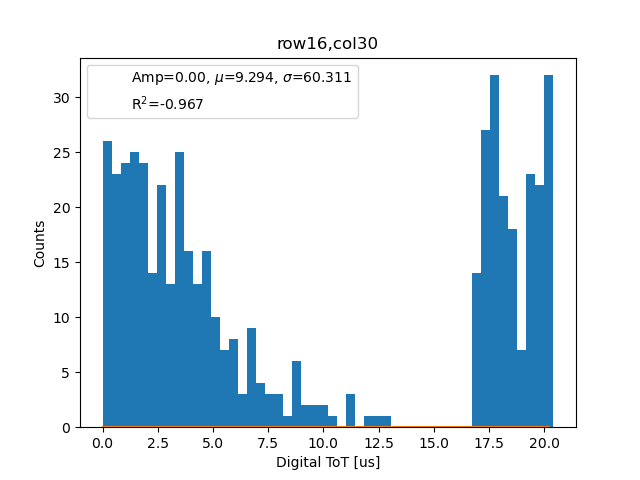 row16,col30
Amp=0.00, μ=9.294, σ=60.311
R²=-0.967
30
25
20
15
10
5
0
Counts
0.0 2.5 5.0 7.5 10.0 12.5 15.0 17.5 20.0
Digital ToT [us]